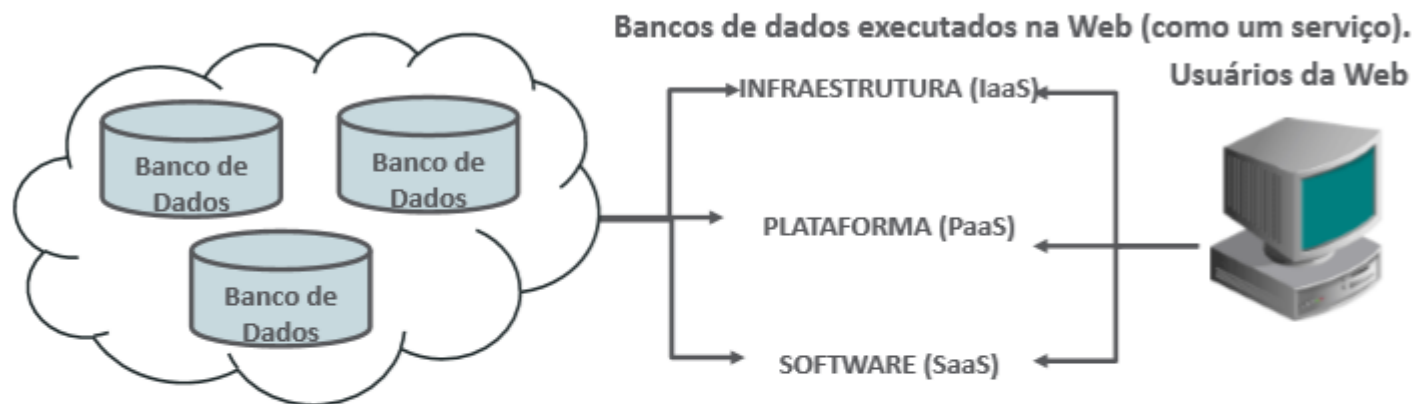 Bancos de dados executados na Web (como um serviço).
Usuários da Web
INFRAESTRUTURA (IaaS)
Banco de
Dados
Banco de
Dados
PLATAFORMA (PaaS)
Banco de
Dados
SOFTWARE (SaaS)